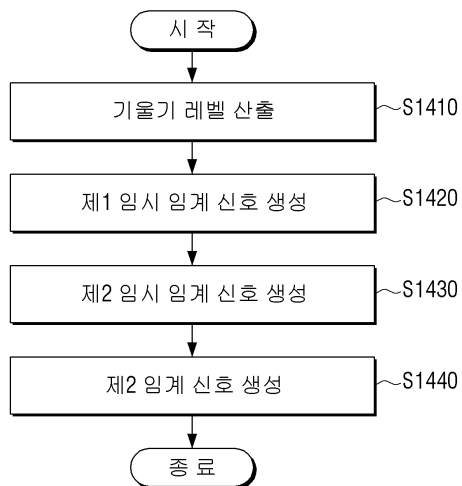 시 작
기울기 레벨 산출
S1410
제1 임시 임계 신호 생성
S1420
제2 임시 임계 신호 생성
S1430
제2 임계 신호 생성
S1440
종 료